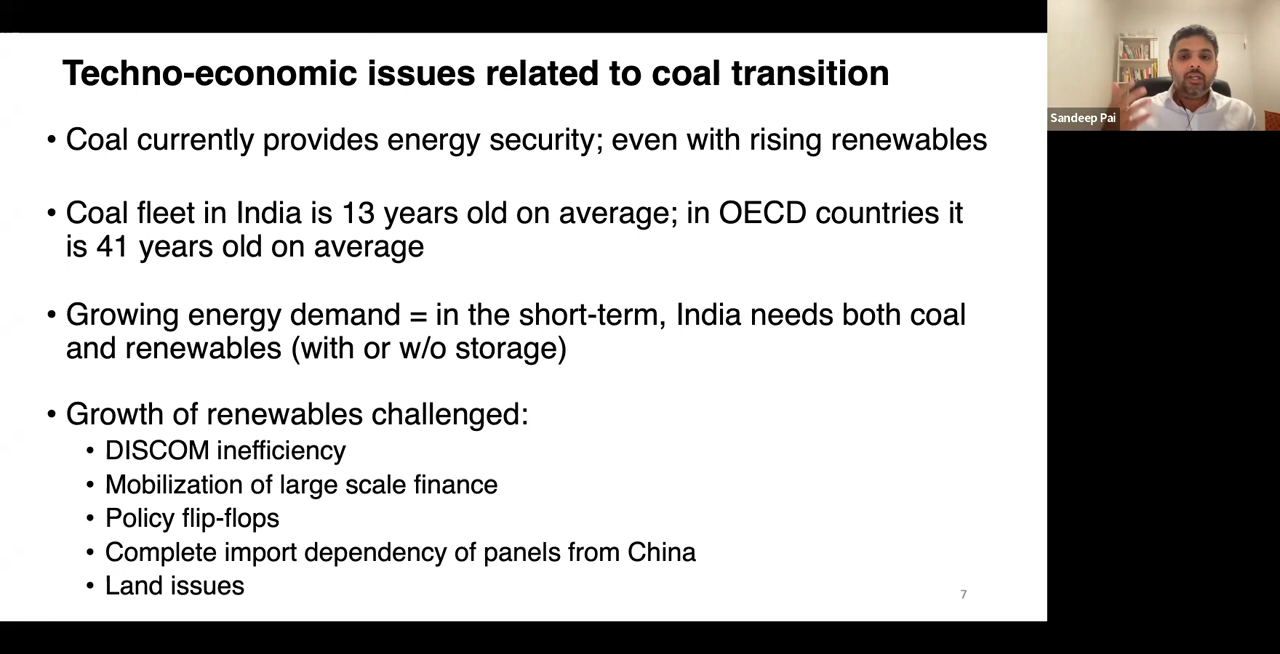 Techno-economic issues related to coal transition
• Coal currently provides energy security; even with rising renewables
• Coal fleet in India is 13 years old on average; in OECD countries it
is 41 years old on average
• Growing energy demand = in the short-term, India needs both coal
and renewables (with or w/o storage)
• Growth of renewables challenged:
• DISCOM inefficiency
• Mobilization of large scale finance
• Policy flip-flops
• Complete import dependency of panels from China
• Land issues
7
Sandeep Pai